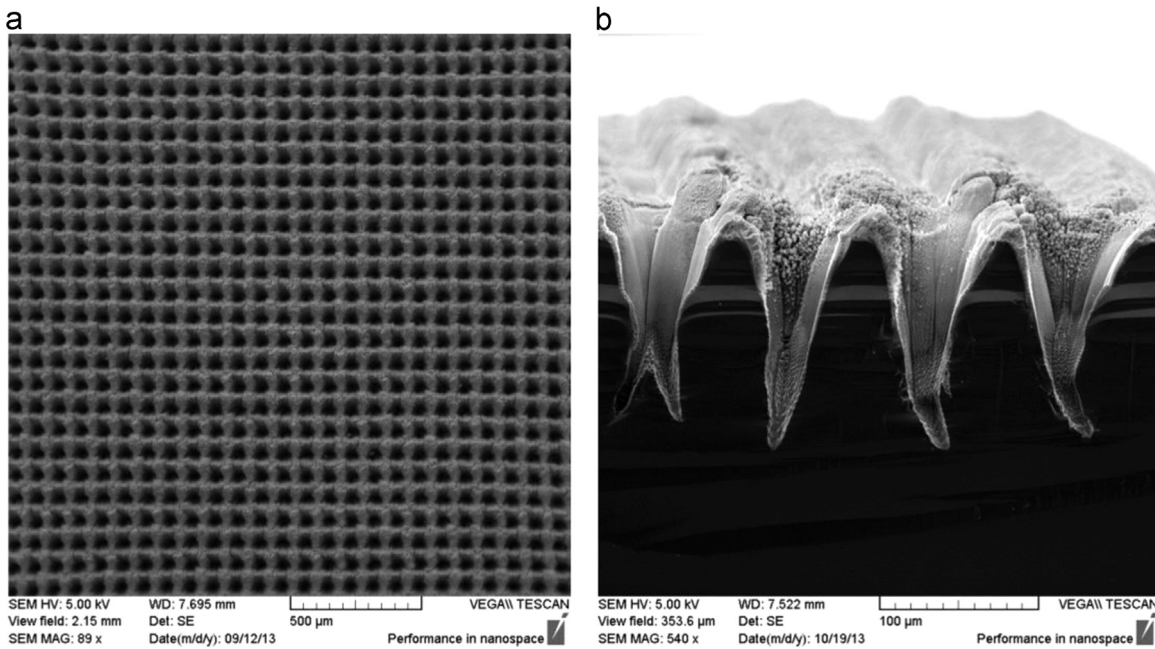 a
b
SEM HV: 5.00 kV WD: 7.695 mm VEGA\\ TESCAN
View field: 2.15 mm Det: SE 500 µm
SEM MAG: 89 x Date(m/d/y): 09/12/13 Performance in nanospace
SEM HV: 5.00 kV WD: 7.522 mm VEGA\\ TESCAN
View field: 353.6 µm Det: SE 100 µm
SEM MAG: 540 x Date(m/d/y): 10/19/13 Performance in nanospace